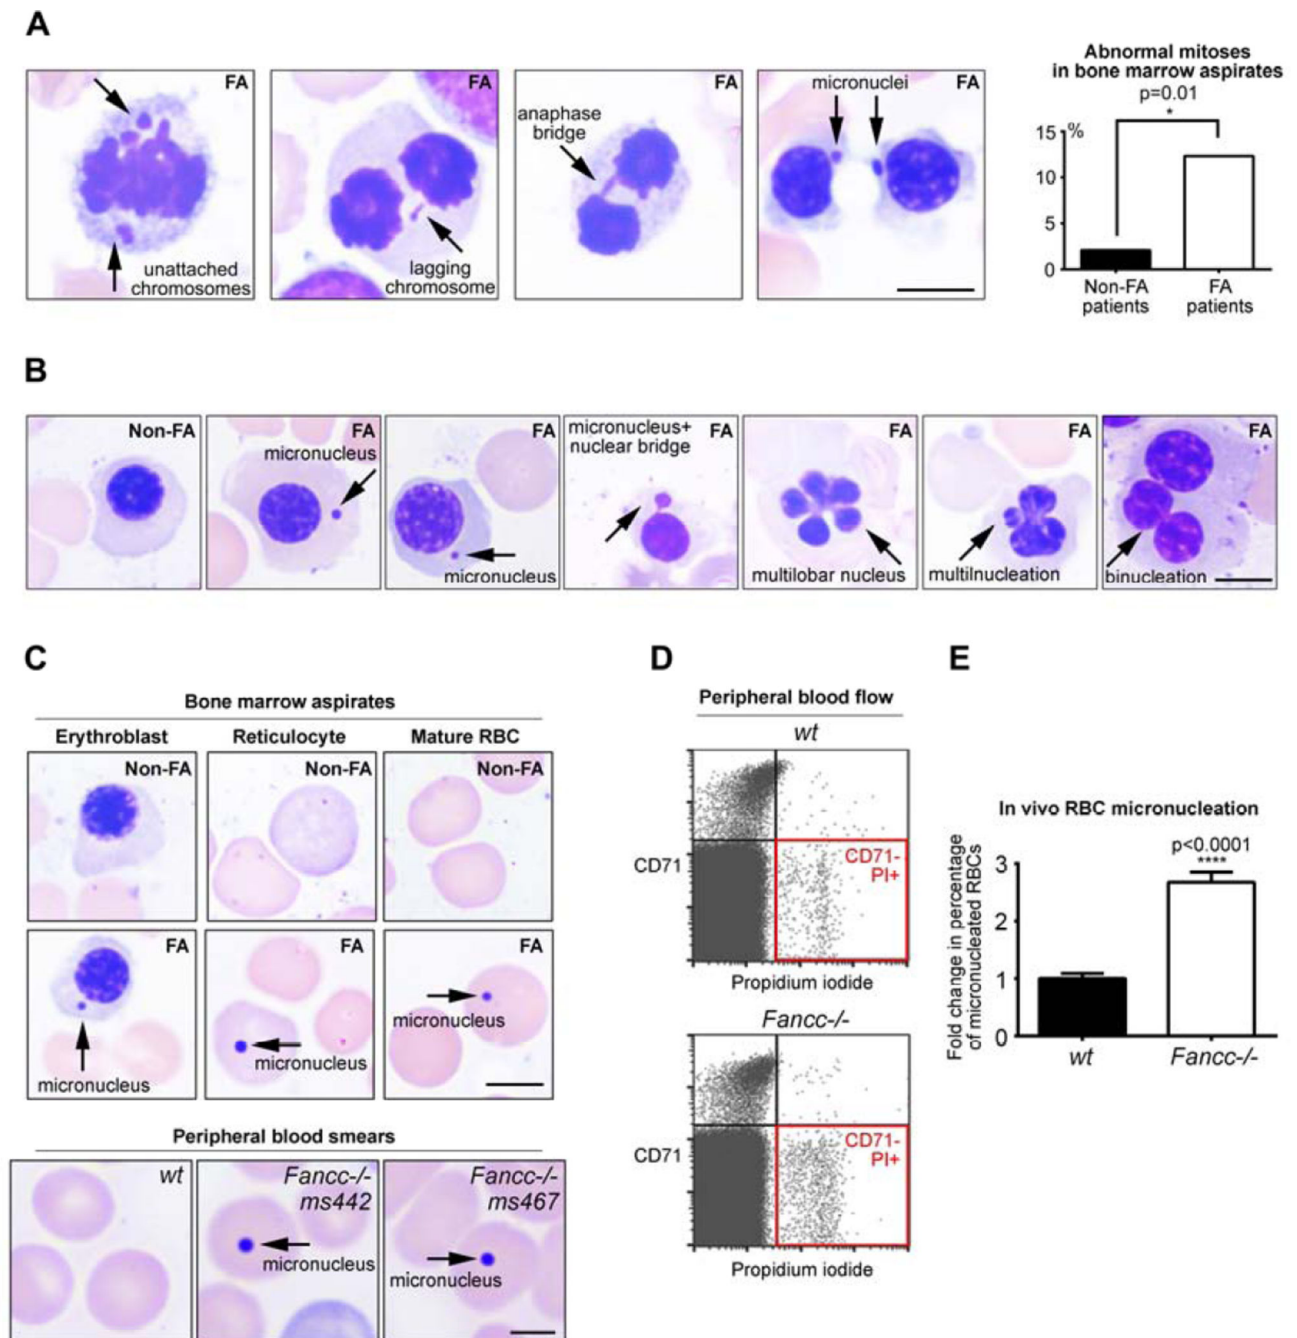 A
FA
unattached
chromosomes
FA
lagging
chromosome
FA
anaphase
bridge
FA
micronuclei
Abnormal mitoses
in bone marrow aspirates
p=0.01
*
15 %
10
5
0
Non-FA
patients
FA
patients
B
Non-FA
FA
micronucleus
FA
micronucleus
micronucleus+
nuclear bridge
FA
FA
multilobar nucleus
FA
multilnucleation
FA
binucleation
C
Bone marrow aspirates
Erythroblast
Reticulocyte
Mature RBC
Non-FA
Non-FA
Non-FA
FA
micronucleus
FA
micronucleus
FA
micronucleus
Peripheral blood smears
wt
Fancc-/-
ms442
micronucleus
Fancc-/-
ms467
micronucleus
D
Peripheral blood flow
wt
CD71
CD71-
PI+
Propidium iodide
Fancc-/-
CD71
CD71-
PI+
Propidium iodide
E
In vivo RBC micronucleation
p<0.0001
****
Fold change in percentage
of micronucleated RBCs
3
2
1
0
wt
Fancc-/-